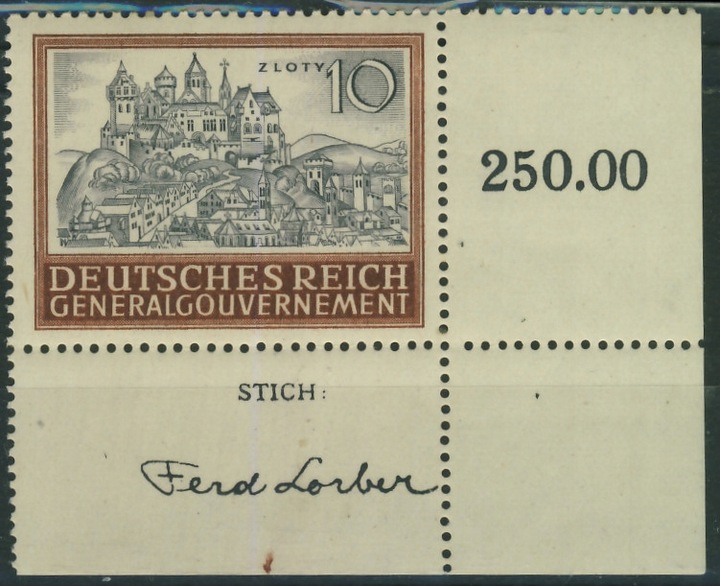 ZLOTY 10
250.00
DEUTSCHES REICH
GENERALGOUVERNEMENT
STICH:
Ferd Lorber